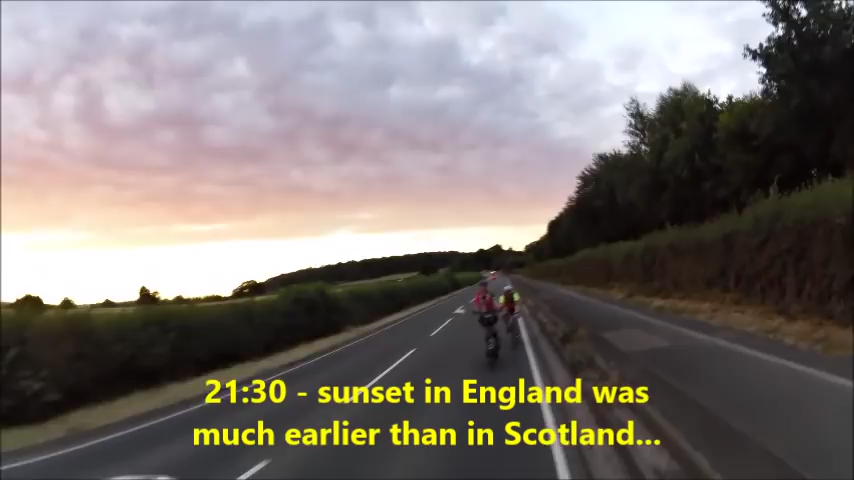 21:30 - sunset in England was
much earlier than in Scotland...